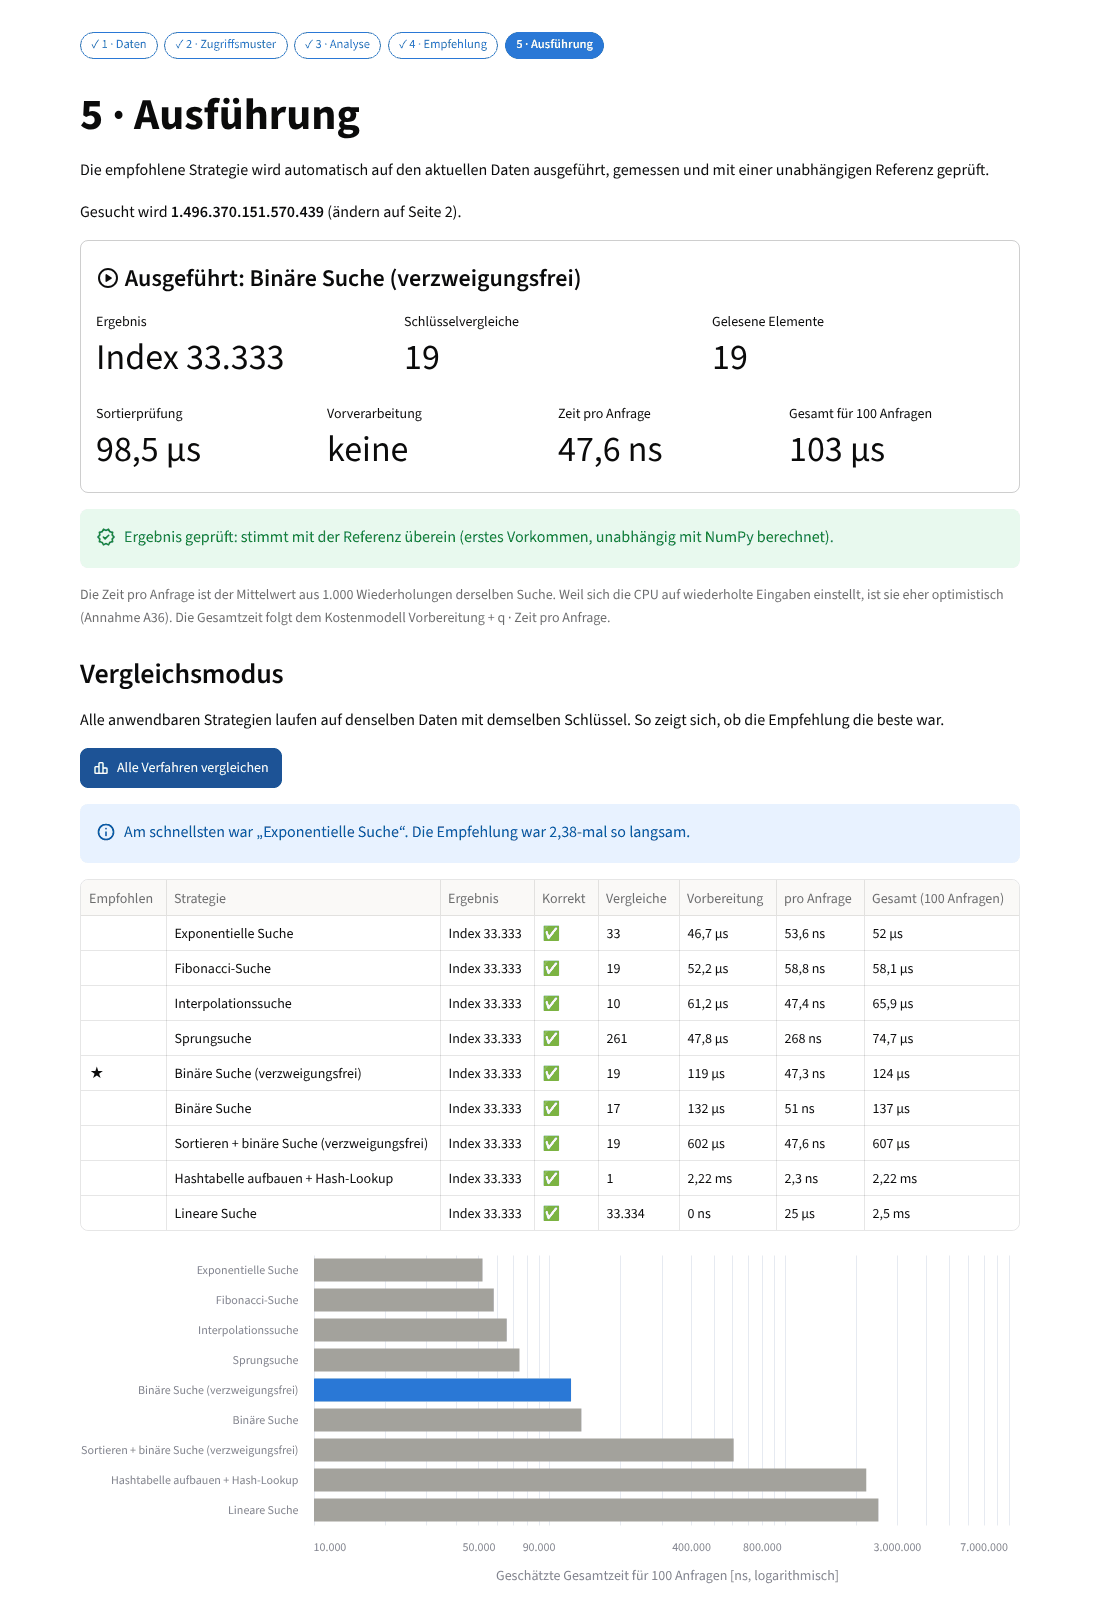 ✓ 1 · Daten ✓ 2 · Zugriffsmuster ✓ 3 · Analyse ✓ 4 · Empfehlung 5 · Ausführung
5 · Ausführung
Die empfohlene Strategie wird automatisch auf den aktuellen Daten ausgeführt, gemessen und mit einer unabhängigen Referenz geprüft.
Gesucht wird 1.496.370.151.570.439 (ändern auf Seite 2).
Ausgeführt: Binäre Suche (verzweigungsfrei)
Ergebnis Schlüsselvergleiche Gelesene Elemente
Index 33.333 19 19
Sortierprüfung Vorverarbeitung Zeit pro Anfrage Gesamt für 100 Anfragen
98,5 µs keine 47,6 ns 103 µs
Ergebnis geprüft: stimmt mit der Referenz überein (erstes Vorkommen, unabhängig mit NumPy berechnet).
Die Zeit pro Anfrage ist der Mittelwert aus 1.000 Wiederholungen derselben Suche. Weil sich die CPU auf wiederholte Eingaben einstellt, ist sie eher optimistisch
(Annahme A36). Die Gesamtzeit folgt dem Kostenmodell Vorbereitung + q · Zeit pro Anfrage.
Vergleichsmodus
Alle anwendbaren Strategien laufen auf denselben Daten mit demselben Schlüssel. So zeigt sich, ob die Empfehlung die beste war.
Alle Verfahren vergleichen
Am schnellsten war „Exponentielle Suche“. Die Empfehlung war 2,38-mal so langsam.
Empfohlen Strategie Ergebnis Korrekt Vergleiche Vorbereitung pro Anfrage Gesamt (100 Anfragen)
Exponentielle Suche Index 33.333 ✅ 33 46,7 µs 53,6 ns 52 µs
Fibonacci-Suche Index 33.333 ✅ 19 52,2 µs 58,8 ns 58,1 µs
Interpolationssuche Index 33.333 ✅ 10 61,2 µs 47,4 ns 65,9 µs
Sprungsuche Index 33.333 ✅ 261 47,8 µs 268 ns 74,7 µs
★ Binäre Suche (verzweigungsfrei) Index 33.333 ✅ 19 119 µs 47,3 ns 124 µs
Binäre Suche Index 33.333 ✅ 17 132 µs 51 ns 137 µs
Sortieren + binäre Suche (verzweigungsfrei) Index 33.333 ✅ 19 602 µs 47,6 ns 607 µs
Hashtabelle aufbauen + Hash-Lookup Index 33.333 ✅ 1 2,22 ms 2,3 ns 2,22 ms
Lineare Suche Index 33.333 ✅ 33.334 0 ns 25 µs 2,5 ms
Exponentielle Suche
Fibonacci-Suche
Interpolationssuche
Sprungsuche
Binäre Suche (verzweigungsfrei)
Binäre Suche
Sortieren + binäre Suche (verzweigungsfrei)
Hashtabelle aufbauen + Hash-Lookup
Lineare Suche
10.000 50.000 90.000 400.000 800.000 3.000.000 7.000.000
Geschätzte Gesamtzeit für 100 Anfragen [ns, logarithmisch]